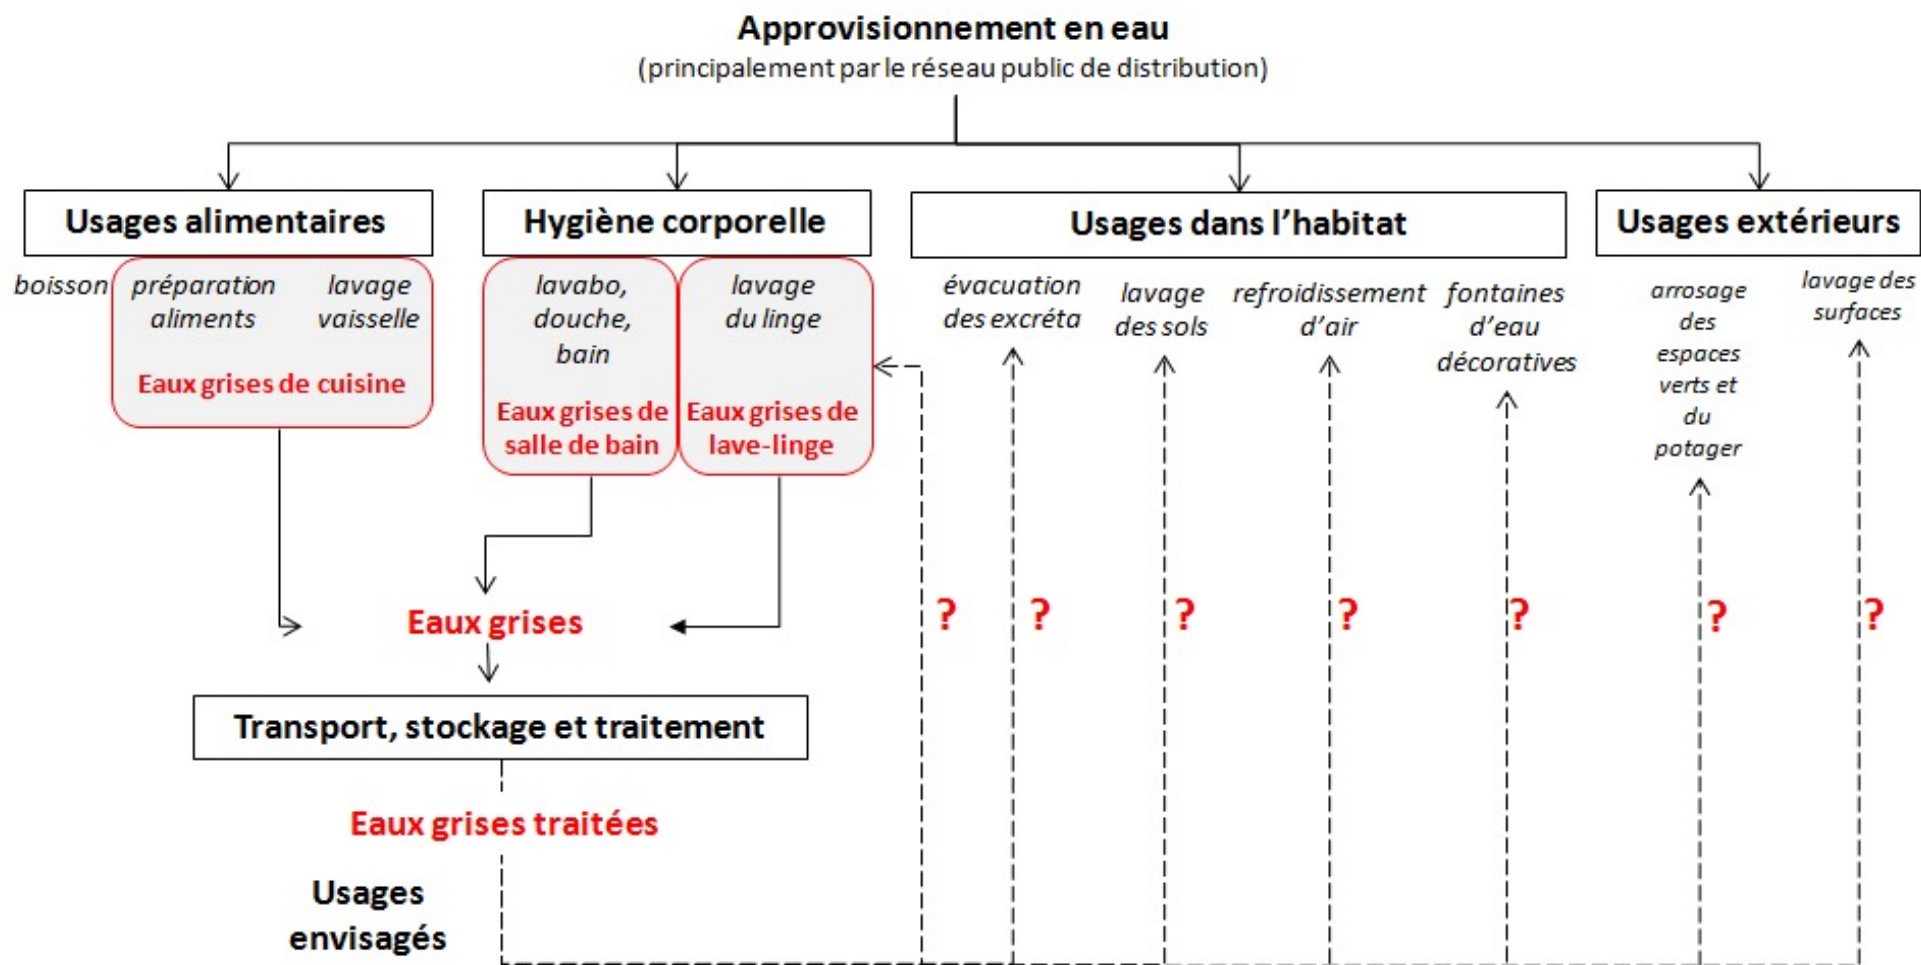 Approvisionnement en eau
(principalement par le réseau public de distribution)
Usages alimentaires
Hygiène corporelle
Usages dans l'habitat
Usages extérieurs
boisson
préparation
aliments
lavage
vaisselle
Eaux grises de cuisine
lavabo,
douche,
bain
Eaux grises de
salle de bain
lavage
du linge
Eaux grises de
lave-linge
évacuation
des excréta
lavage
des sols
refroidissement
d'air
fontaines
d'eau
décoratives
arrosage
des
espaces
verts et
du
potager
lavage des
surfaces
Eaux grises
?
?
?
?
?
?
?
Transport, stockage et traitement
Eaux grises traitées
Usages
envisagés